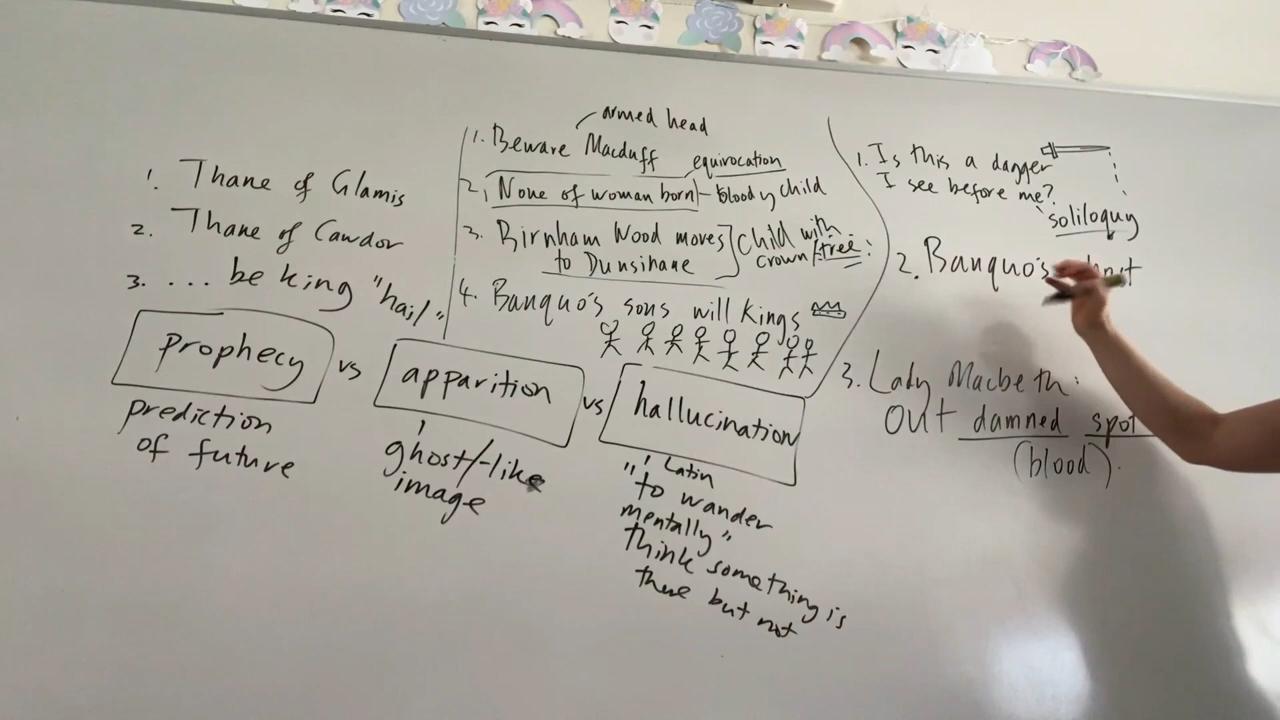 1. Thane of Glamis
2. Thane of Cawdor
3. ... be king "hail"
prophecy
prediction
of future
vs
armed head
1. Beware Macduff
equivocation
2. None of woman born - bloody child
3. Birnham Wood moves
to Dunsinane
child with
crown/tree:
4. Banquo's sons will kings
apparition
ghost/-like
image
vs
hallucination
Latin
"to wander
mentally"
think something is
there but not
1. Is this a dagger
I see before me?
soliloquy
2. Banquo's
3. Lady Macbeth:
OUT damned spot
(blood).